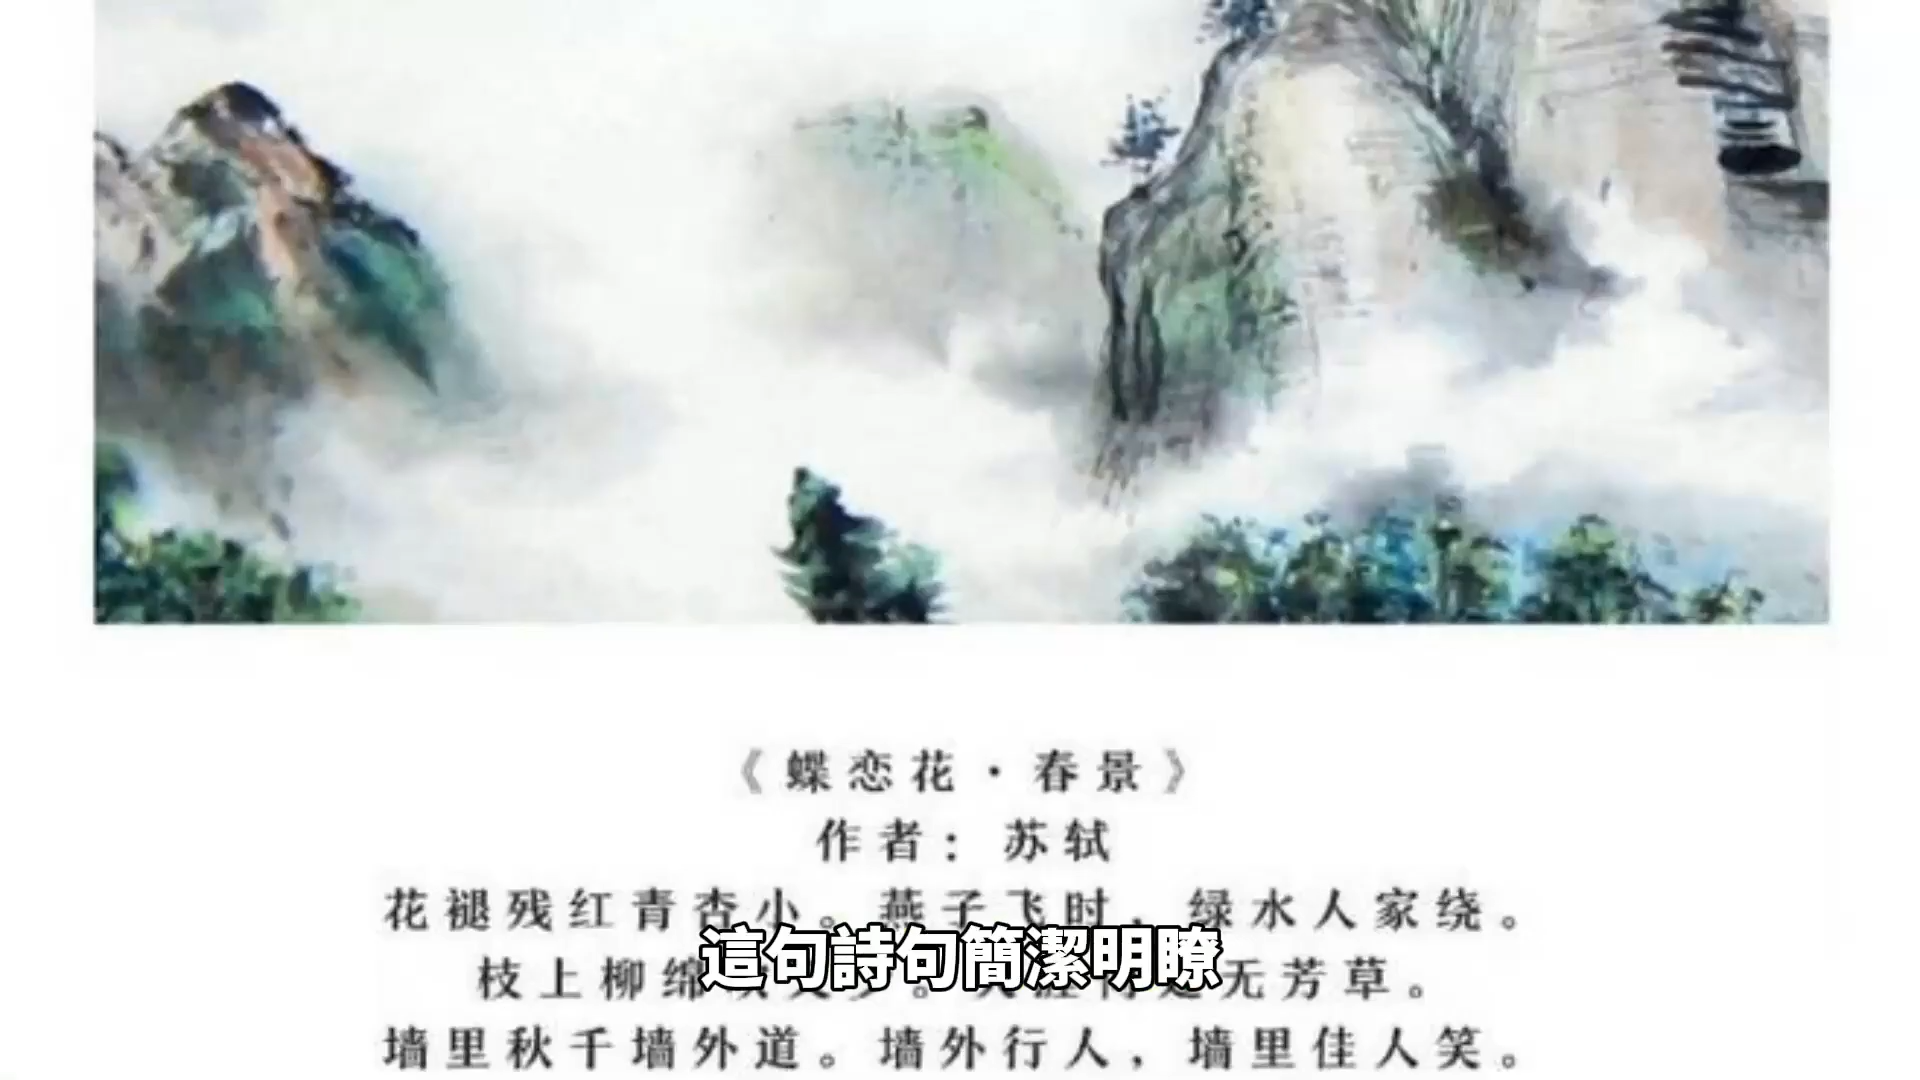 《蝶恋花·春景》
作者：苏轼
花褪残红青杏小。燕子飞时，绿水人家绕。
這句詩句簡潔明瞭
枝上柳绵 无芳草。
墙里秋千墙外道。墙外行人，墙里佳人笑。